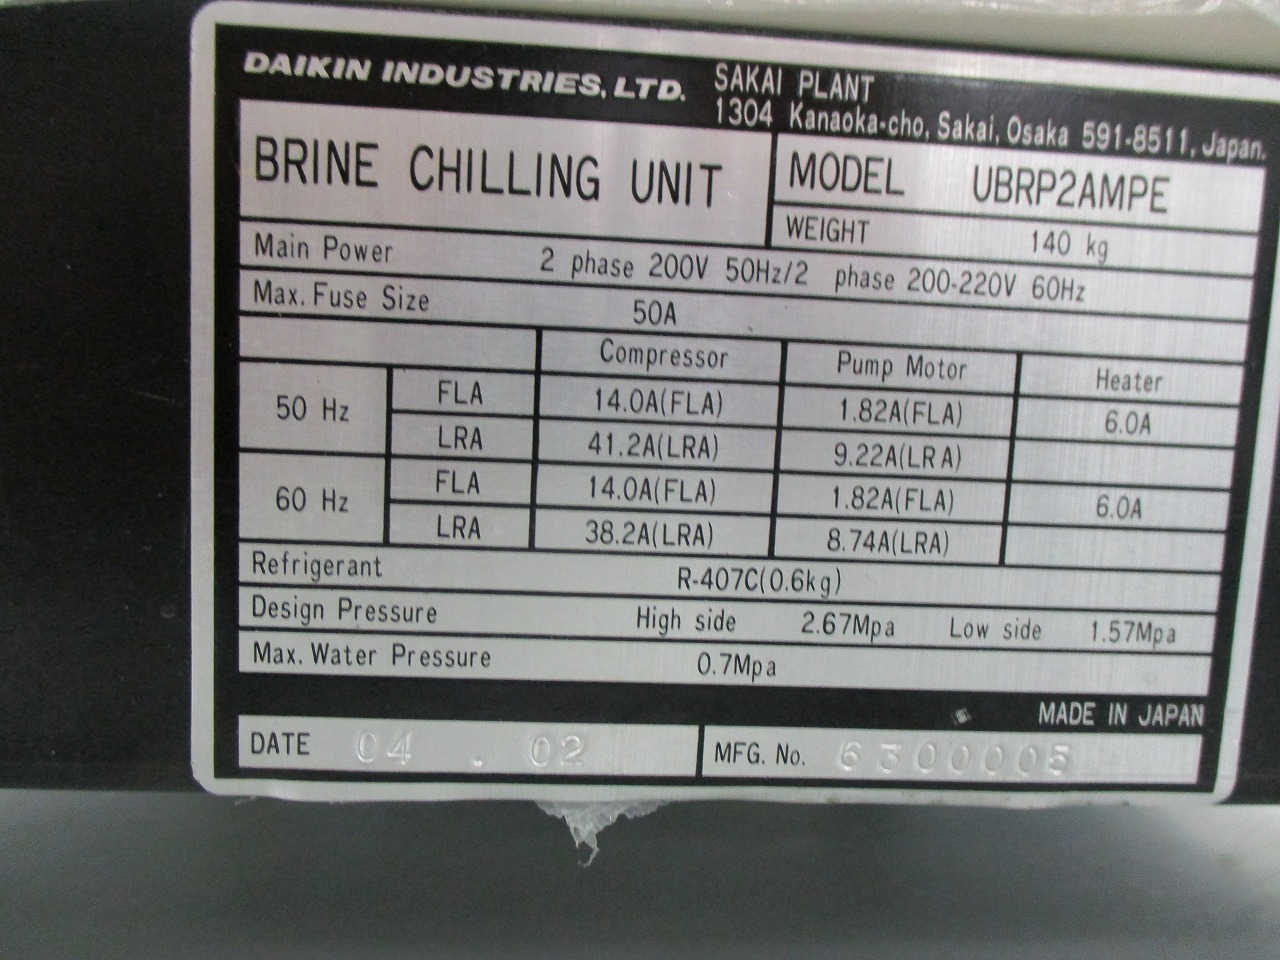 DAIKIN INDUSTRIES, LTD. SAKAI PLANT
1304 Kanaoka-cho, Sakai, Osaka 591-8511, Japan.
BRINE CHILLING UNIT
MODEL UBRP2AMPE
WEIGHT 140 kg
Main Power 2 phase 200V 50Hz/2 phase 200-220V 60Hz
Max. Fuse Size 50A
Compressor Pump Motor Heater
50 Hz FLA 14.0A(FLA) 1.82A(FLA) 6.0A
LRA 41.2A(LRA) 9.22A(LRA)
60 Hz FLA 14.0A(FLA) 1.82A(FLA) 6.0A
LRA 38.2A(LRA) 8.74A(LRA)
Refrigerant R-407C(0.6kg)
Design Pressure High side 2.67Mpa Low side 1.57Mpa
Max. Water Pressure 0.7Mpa
MADE IN JAPAN
DATE 04 . 02 MFG. No. 6300005